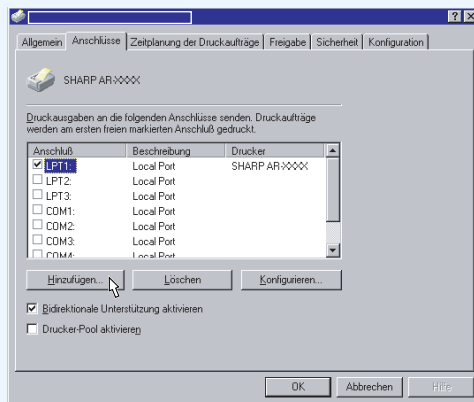 Allgemein Anschlüsse Zeitplanung der Druckaufträge Freigabe Sicherheit Konfiguration
SHARP AR-XXXX
Druckausgaben an die folgenden Anschlüsse senden. Druckaufträge
werden am ersten freien markierten Anschluß gedruckt.
Anschluß Beschreibung Drucker
LPT1: Local Port SHARP AR-XXXX
LPT2: Local Port
LPT3: Local Port
COM1: Local Port
COM2: Local Port
COM3: Local Port
COM4: Local Port
Hinzufügen... Löschen Konfigurieren...
Bidirektionale Unterstützung aktivieren
Drucker-Pool aktivieren
OK Abbrechen Hilfe